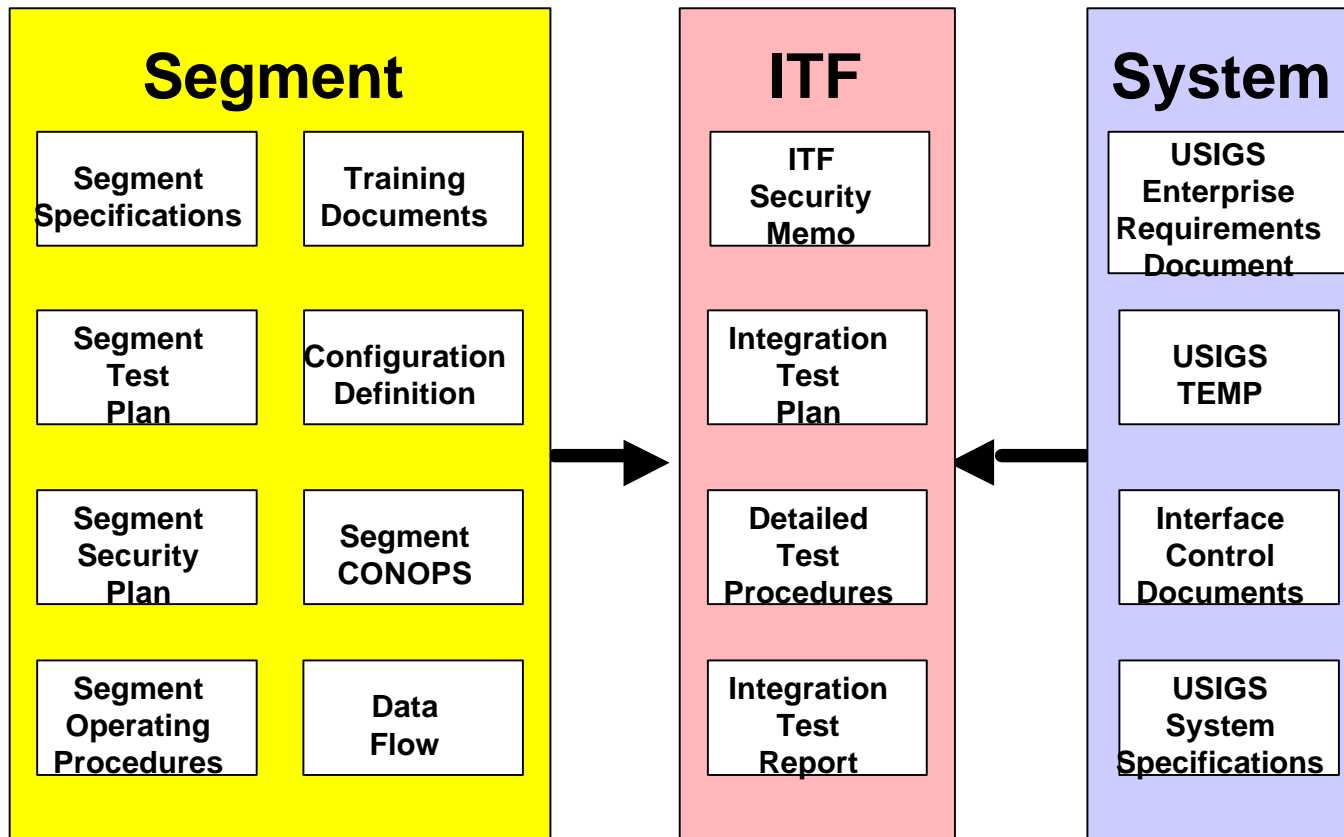 Segment
Segment
Specifications
Training
Documents
Segment
Test
Plan
Configuration
Definition
Segment
Security
Plan
Segment
CONOPS
Segment
Operating
Procedures
Data
Flow
ITF
ITF
Security
Memo
Integration
Test
Plan
Detailed
Test
Procedures
Integration
Test
Report
System
USIGS
Enterprise
Requirements
Document
USIGS
TEMP
Interface
Control
Documents
USIGS
System
Specifications